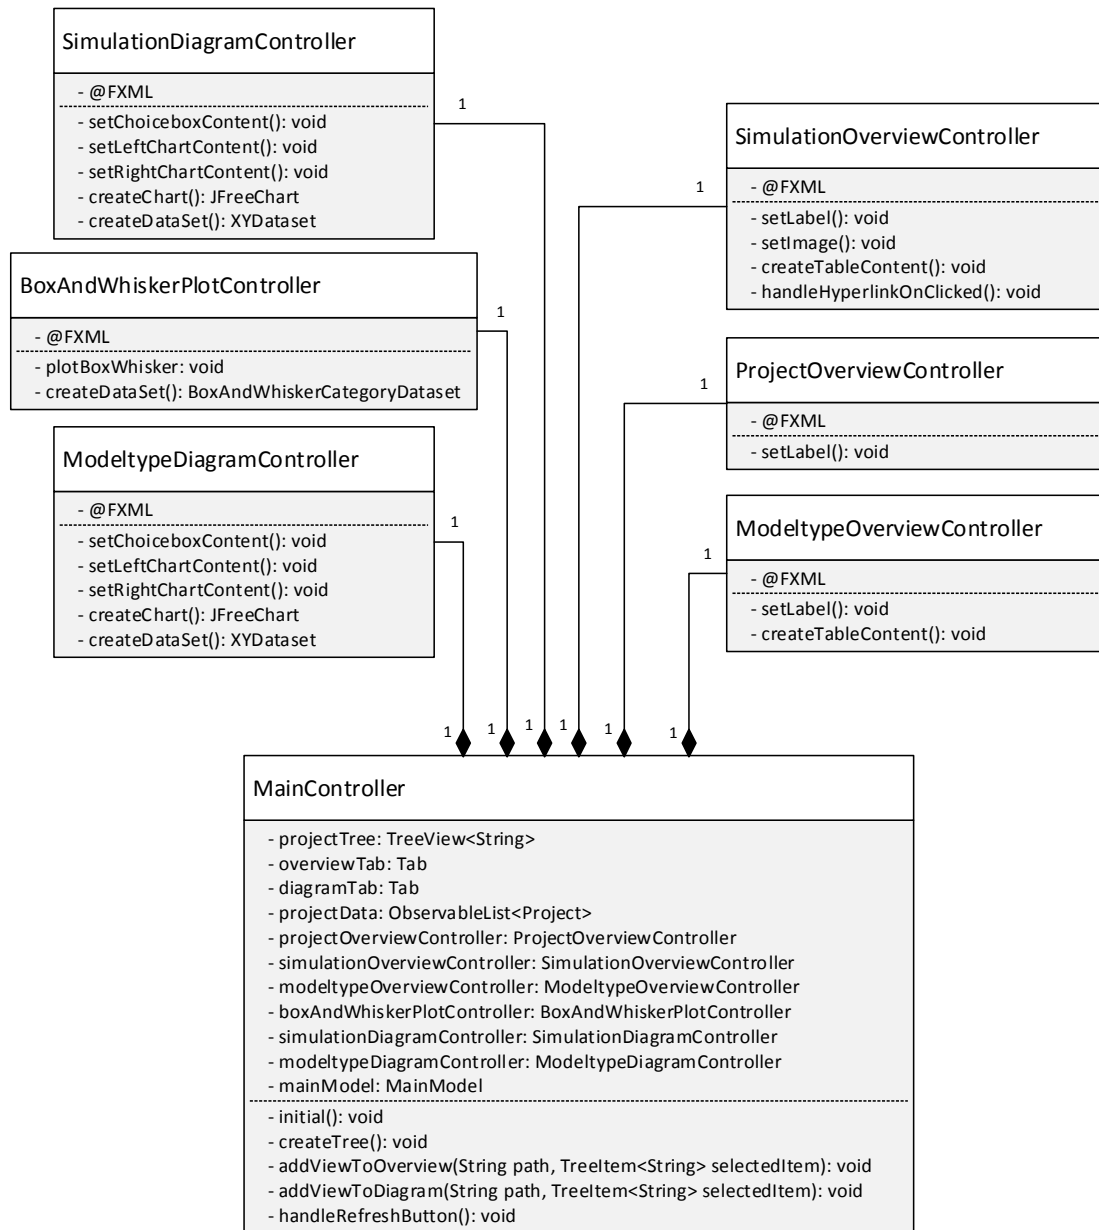 SimulationDiagramController
- @FXML
- setChoiceboxContent(): void
- setLeftChartContent(): void
- setRightChartContent(): void
- createChart(): JFreeChart
- createDataSet(): XYDataset
1
SimulationOverviewController
- @FXML
- setLabel(): void
- setImage(): void
- createTableContent(): void
- handleHyperlinkOnClicked(): void
1
BoxAndWhiskerPlotController
- @FXML
- plotBoxWhisker: void
- createDataSet(): BoxAndWhiskerCategoryDataset
1
ProjectOverviewController
- @FXML
- setLabel(): void
1
ModeltypeDiagramController
- @FXML
- setChoiceboxContent(): void
- setLeftChartContent(): void
- setRightChartContent(): void
- createChart(): JFreeChart
- createDataSet(): XYDataset
1
ModeltypeOverviewController
- @FXML
- setLabel(): void
- createTableContent(): void
1
1 1 1 1 1 1
MainController
- projectTree: TreeView<String>
- overviewTab: Tab
- diagramTab: Tab
- projectData: ObservableList<Project>
- projectOverviewController: ProjectOverviewController
- simulationOverviewController: SimulationOverviewController
- modeltypeOverviewController: ModeltypeOverviewController
- boxAndWhiskerPlotController: BoxAndWhiskerPlotController
- simulationDiagramController: SimulationDiagramController
- modeltypeDiagramController: ModeltypeDiagramController
- mainModel: MainModel
- initial(): void
- createTree(): void
- addViewToOverview(String path, TreeItem<String> selectedItem): void
- addViewToDiagram(String path, TreeItem<String> selectedItem): void
- handleRefreshButton(): void